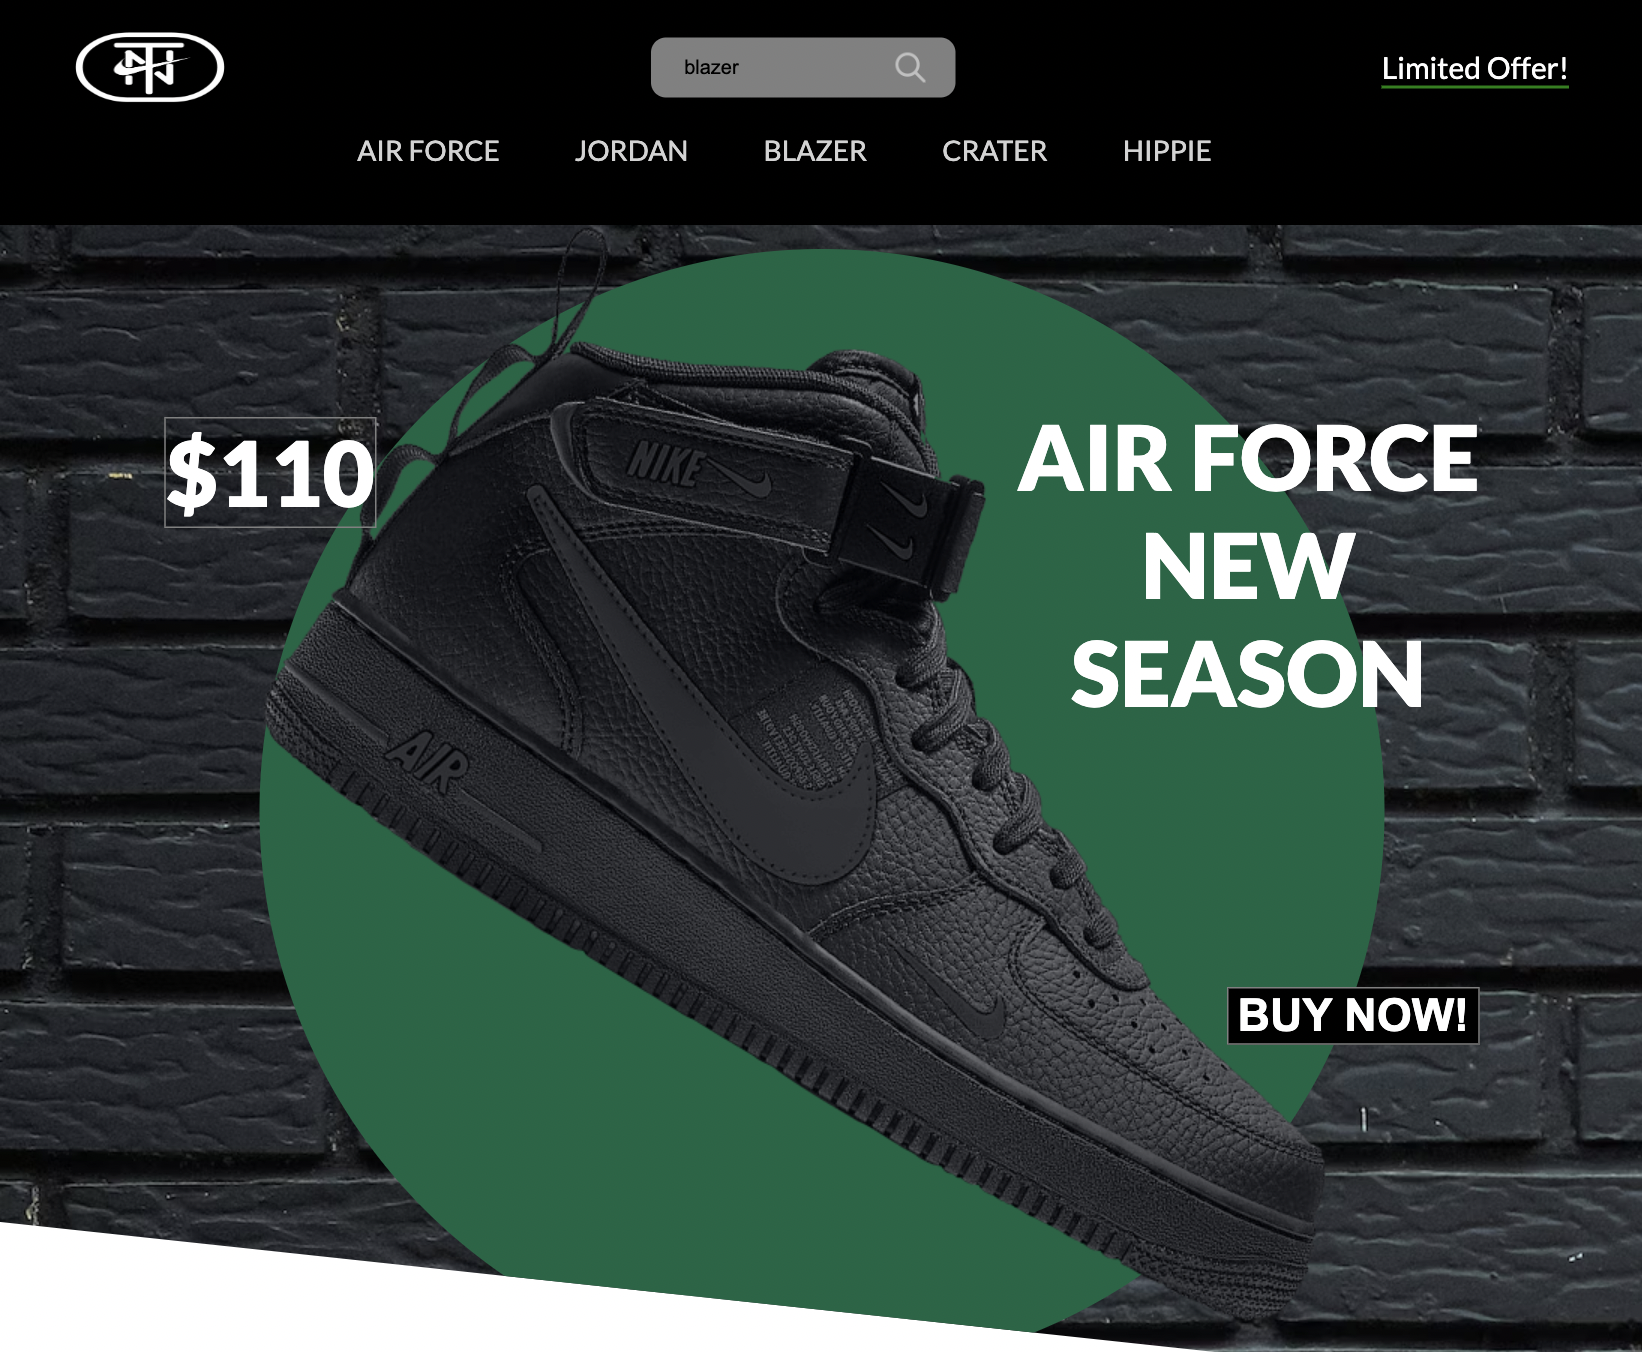 blazer
Limited Offer!
AIR FORCE
JORDAN
BLAZER
CRATER
HIPPIE
$110
NIKE
AIR
AIR FORCE
NEW
SEASON
BUY NOW!